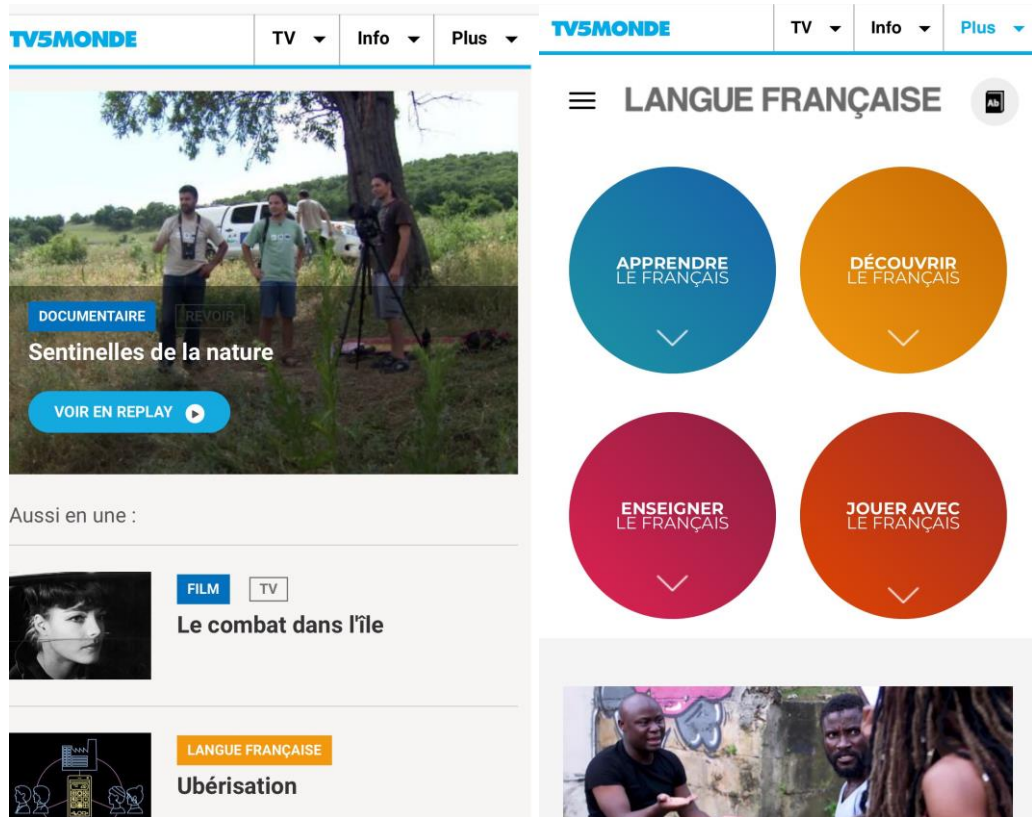 TV5MONDE
TV
Info
Plus
DOCUMENTAIRE
REVOIR
Sentinelles de la nature
VOIR EN REPLAY
Aussi en une :
FILM
TV
Le combat dans l'île
LANGUE FRANÇAISE
Ubérisation
TV5MONDE
TV
Info
Plus
LANGUE FRANÇAISE
Ab
APPRENDRE
LE FRANÇAIS
DÉCOUVRIR
LE FRANÇAIS
ENSEIGNER
LE FRANÇAIS
JOUER AVEC
LE FRANÇAIS